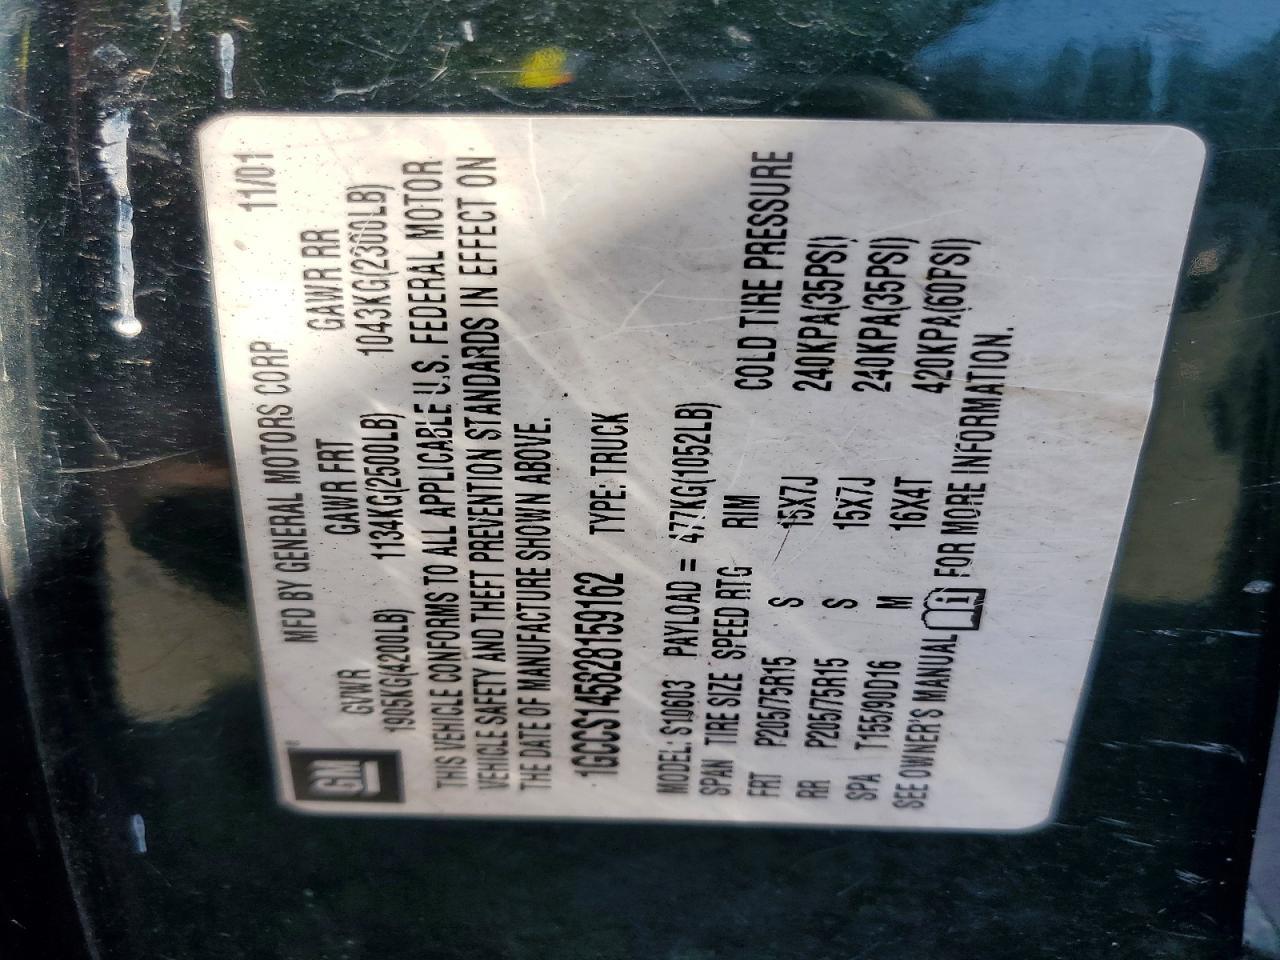 GM ®
MFD BY GENERAL MOTORS CORP 11/01
GVWR GAWR FRT GAWR RR
1905KG(4200LB) 1134KG(2500LB) 1043KG(2300LB)
THIS VEHICLE CONFORMS TO ALL APPLICABLE U.S. FEDERAL MOTOR
VEHICLE SAFETY AND THEFT PREVENTION STANDARDS IN EFFECT ON
THE DATE OF MANUFACTURE SHOWN ABOVE.
1GCCS145828159162 TYPE: TRUCK
MODEL: S10603 PAYLOAD = 477KG(1052LB)
SPAN TIRE SIZE SPEED RTG RIM COLD TIRE PRESSURE
FRT P205/75R15 S 15X7J 240KPA(35PSI)
RR P205/75R15 S 15X7J 240KPA(35PSI)
SPA T155/90D16 M 16X4T 420KPA(60PSI)
SEE OWNER'S MANUAL i FOR MORE INFORMATION.